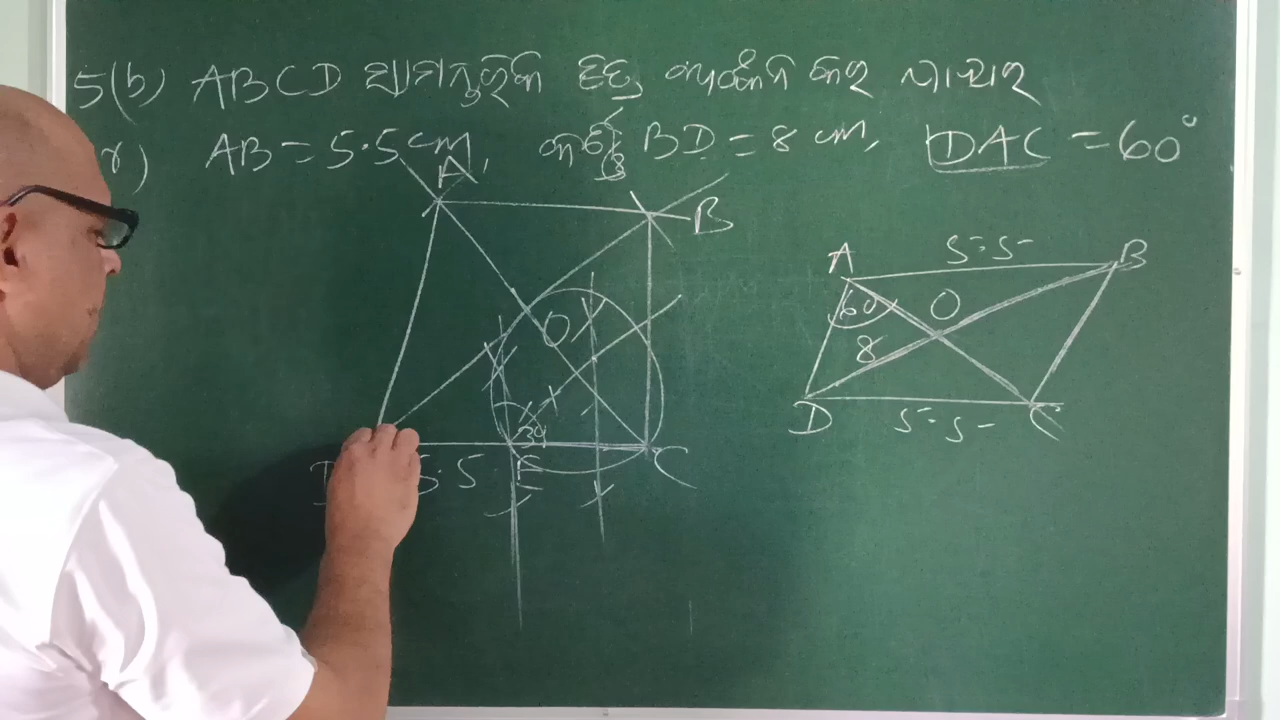 5(b) ABCD ସାମାନ୍ତରିକ ଚିତ୍ର ଅଙ୍କନ କର ଯାହାର
AB = 5.5 cm, କର୍ଣ୍ଣ BD = 8 cm, DAC = 60°
A
B
O
30
D 5.5 E C
A 5.5 B
60 O
8
D 5.5 C